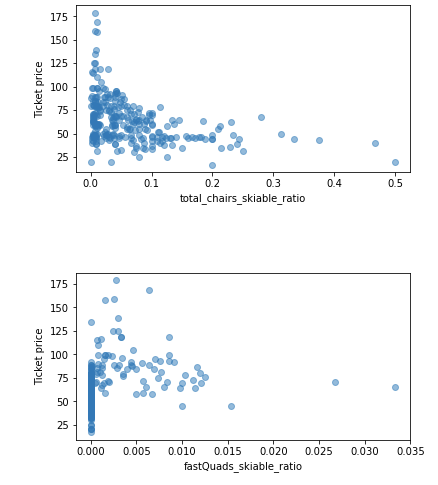 175
150
125
100
75
50
25
Ticket price
0.0 0.1 0.2 0.3 0.4 0.5
total_chairs_skiable_ratio
175
150
125
100
75
50
25
Ticket price
0.000 0.005 0.010 0.015 0.020 0.025 0.030 0.035
fastQuads_skiable_ratio